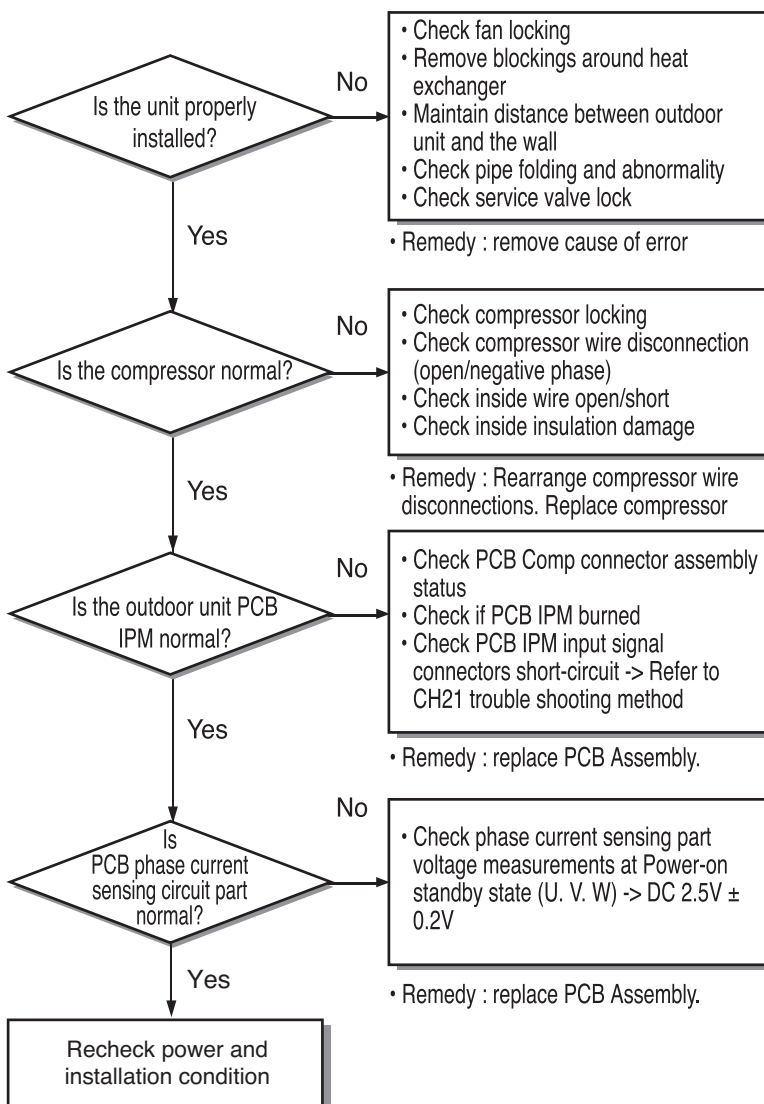 Is the unit properly
installed?
No
• Check fan locking
• Remove blockings around heat
exchanger
• Maintain distance between outdoor
unit and the wall
• Check pipe folding and abnormality
• Check service valve lock
• Remedy : remove cause of error
Yes
Is the compressor normal?
No
• Check compressor locking
• Check compressor wire disconnection
(open/negative phase)
• Check inside wire open/short
• Check inside insulation damage
• Remedy : Rearrange compressor wire
disconnections. Replace compressor
Yes
Is the outdoor unit PCB
IPM normal?
No
• Check PCB Comp connector assembly
status
• Check if PCB IPM burned
• Check PCB IPM input signal
connectors short-circuit -> Refer to
CH21 trouble shooting method
• Remedy : replace PCB Assembly.
Yes
Is
PCB phase current
sensing circuit part
normal?
No
• Check phase current sensing part
voltage measurements at Power-on
standby state (U. V. W) -> DC 2.5V ±
0.2V
• Remedy : replace PCB Assembly.
Yes
Recheck power and
installation condition